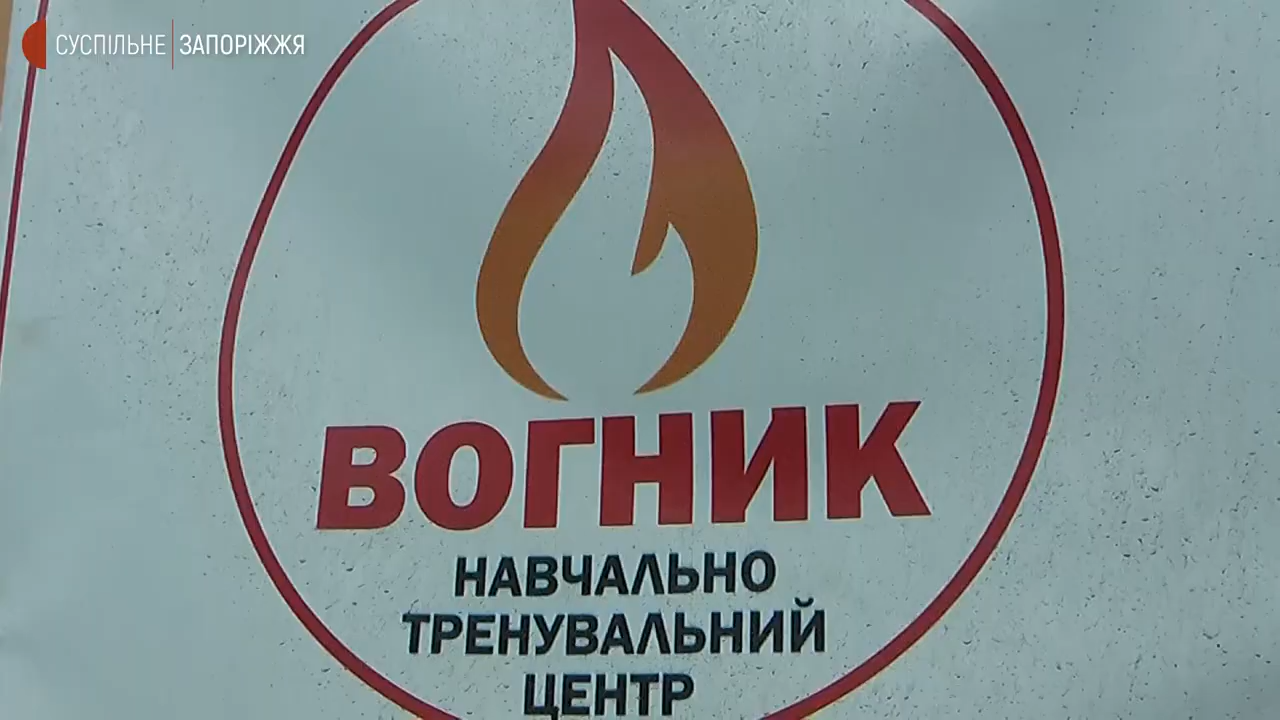 СУСПІЛЬНЕ ЗАПОРІЖЖЯ
ВОГНИК
НАВЧАЛЬНО
ТРЕНУВАЛЬНИЙ
ЦЕНТР